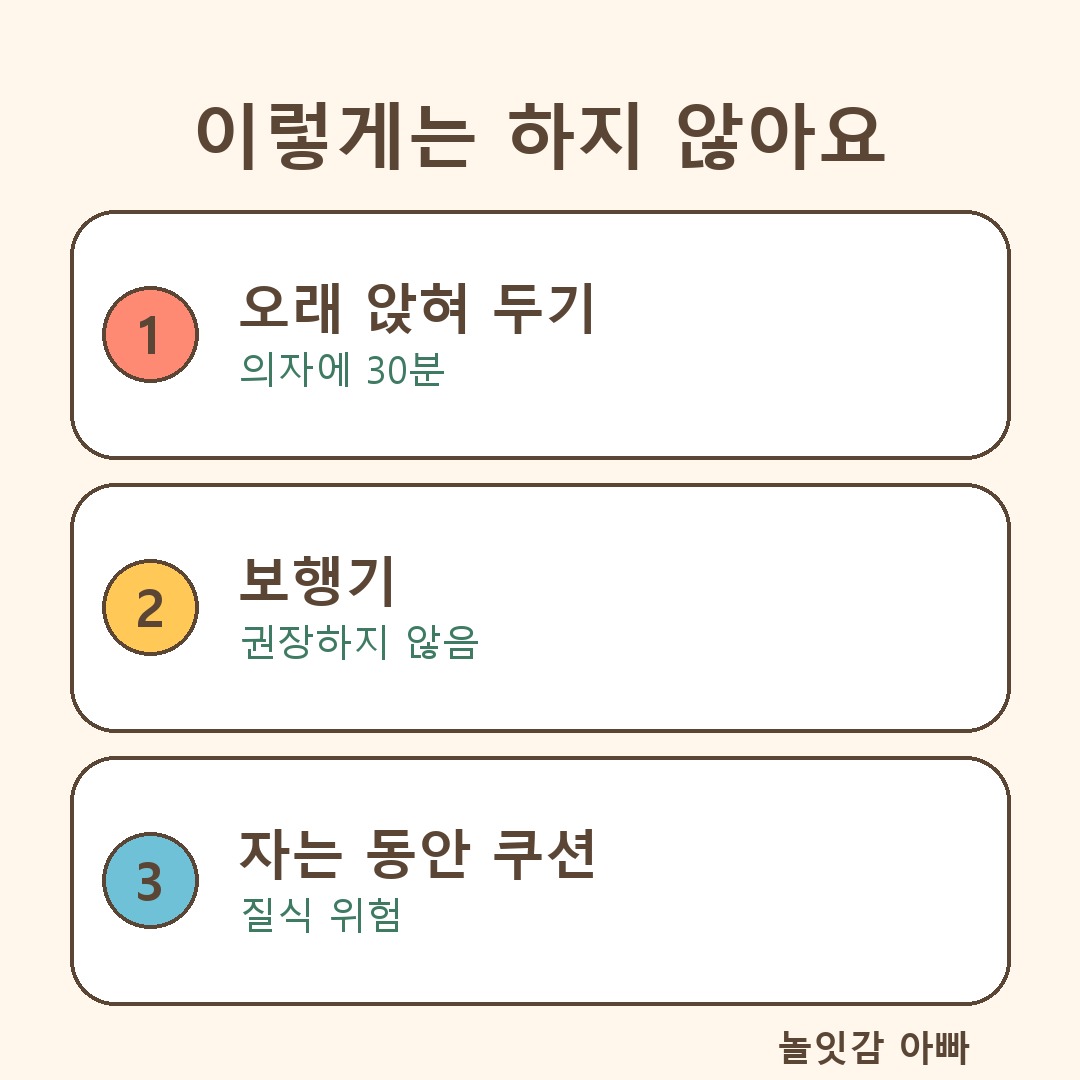 이렇게는 하지 않아요
1
오래 앉혀 두기
의자에 30분
2
보행기
권장하지 않음
3
자는 동안 쿠션
질식 위험
놀잇감 아빠